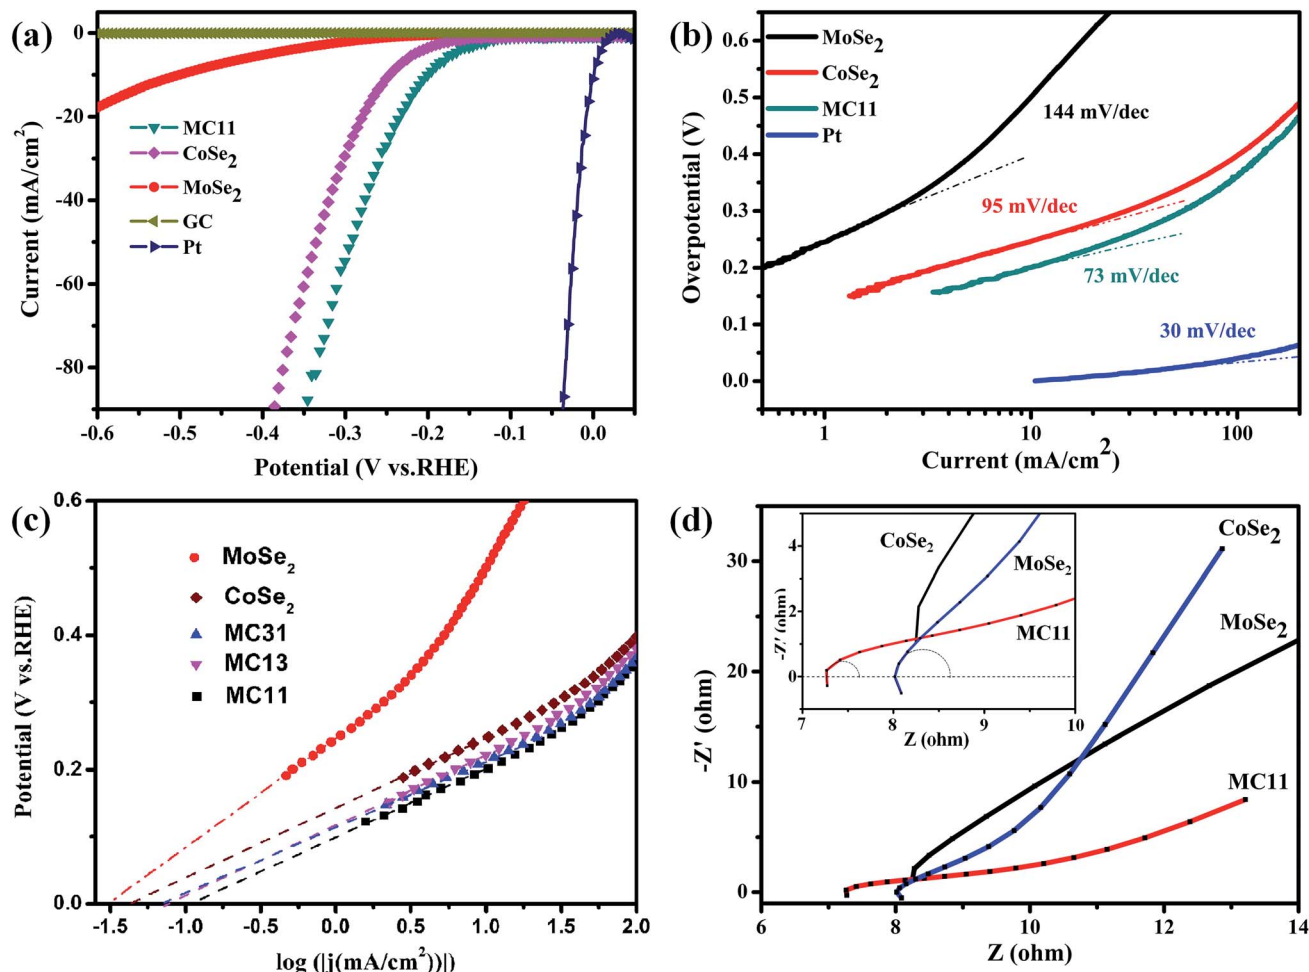 (a)
0
-20
-40
-60
-80
Current (mA/cm2)
MC11
CoSe2
MoSe2
GC
Pt
-0.6
-0.5
-0.4
-0.3
-0.2
-0.1
0.0
Potential (V vs.RHE)
(b)
0.6
0.5
0.4
0.3
0.2
0.1
0.0
Overpotential (V)
MoSe2
CoSe2
MC11
Pt
144 mV/dec
95 mV/dec
73 mV/dec
30 mV/dec
1
10
100
Current (mA/cm2)
(c)
0.6
0.4
0.2
0.0
Potential (V vs.RHE)
MoSe2
CoSe2
MC31
MC13
MC11
-1.5
-1.0
-0.5
0.0
0.5
1.0
1.5
2.0
log (|j(mA/cm2))|)
(d)
30
20
10
0
-Z' (ohm)
CoSe2
MoSe2
MC11
4
2
0
-Z' (ohm)
CoSe2
MoSe2
MC11
7
8
9
10
Z (ohm)
6
8
10
12
14
Z (ohm)